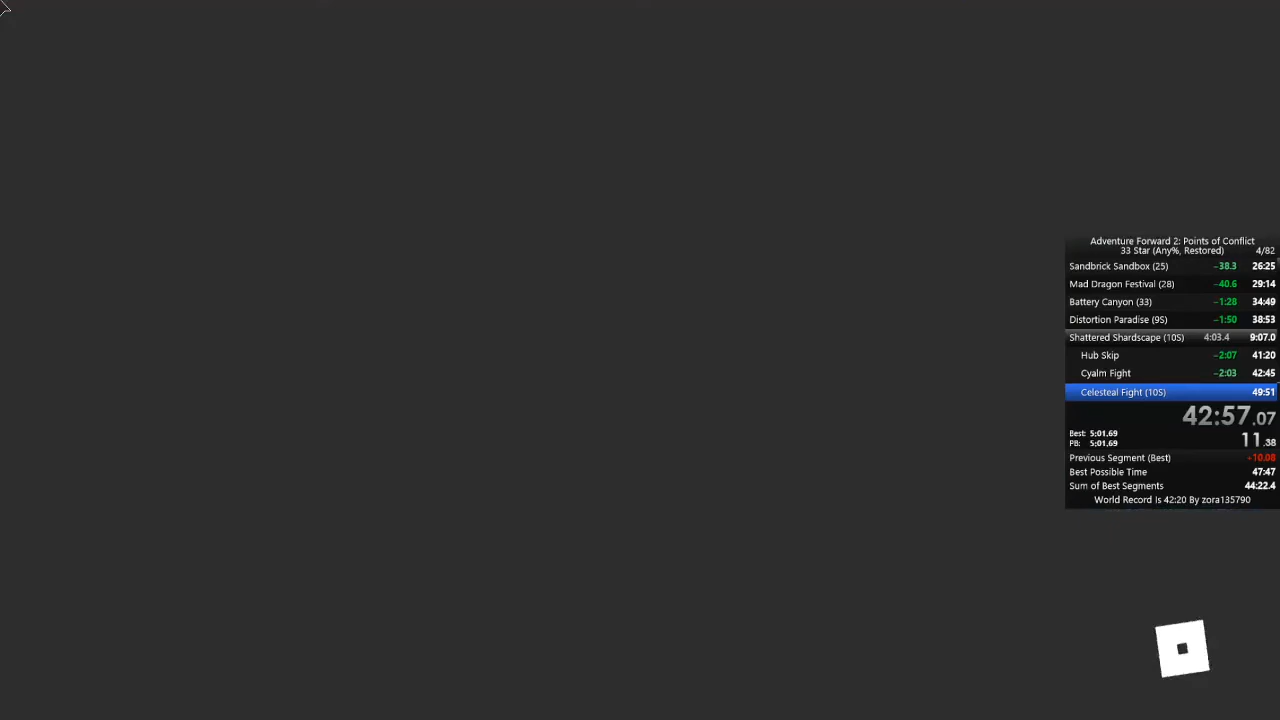 Adventure Forward 2: Points of Conflict
33 Star (Any%, Restored) 4/82
Sandbrick Sandbox (25) −38.3 26:25
Mad Dragon Festival (28) −40.6 29:14
Battery Canyon (33) −1:28 34:49
Distortion Paradise (9S) −1:50 38:53
Shattered Shardscape (10S) 4:03.4 9:07.0
Hub Skip −2:07 41:20
Cyalm Fight −2:03 42:45
Celesteal Fight (10S) 49:51
42:57.07
Best: 5:01.69 11.38
PB: 5:01.69
Previous Segment (Best) +10.08
Best Possible Time 47:47
Sum of Best Segments 44:22.4
World Record Is 42:20 By zora135790